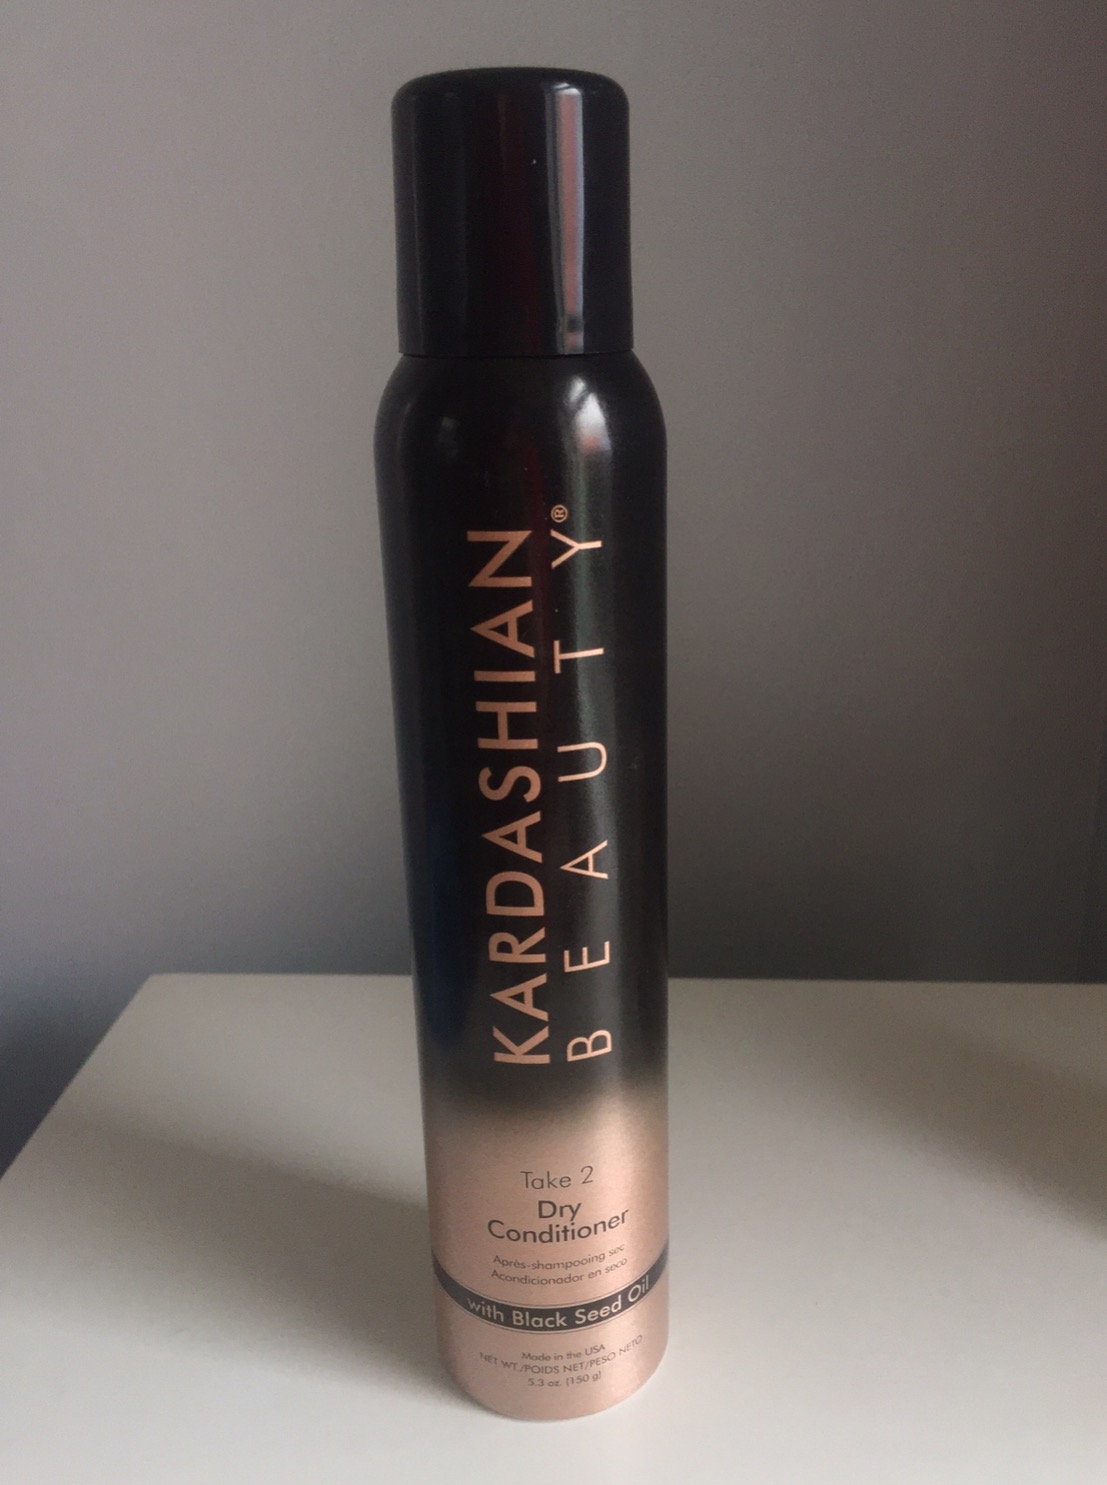 KARDASHIAN
BEAUTY®
Take 2
Dry
Conditioner
Après-shampooing sec
Acondicionador en seco
with Black Seed Oil
Made in the USA
NET WT./POIDS NET/PESO NETO
5.3 oz. (150 g)